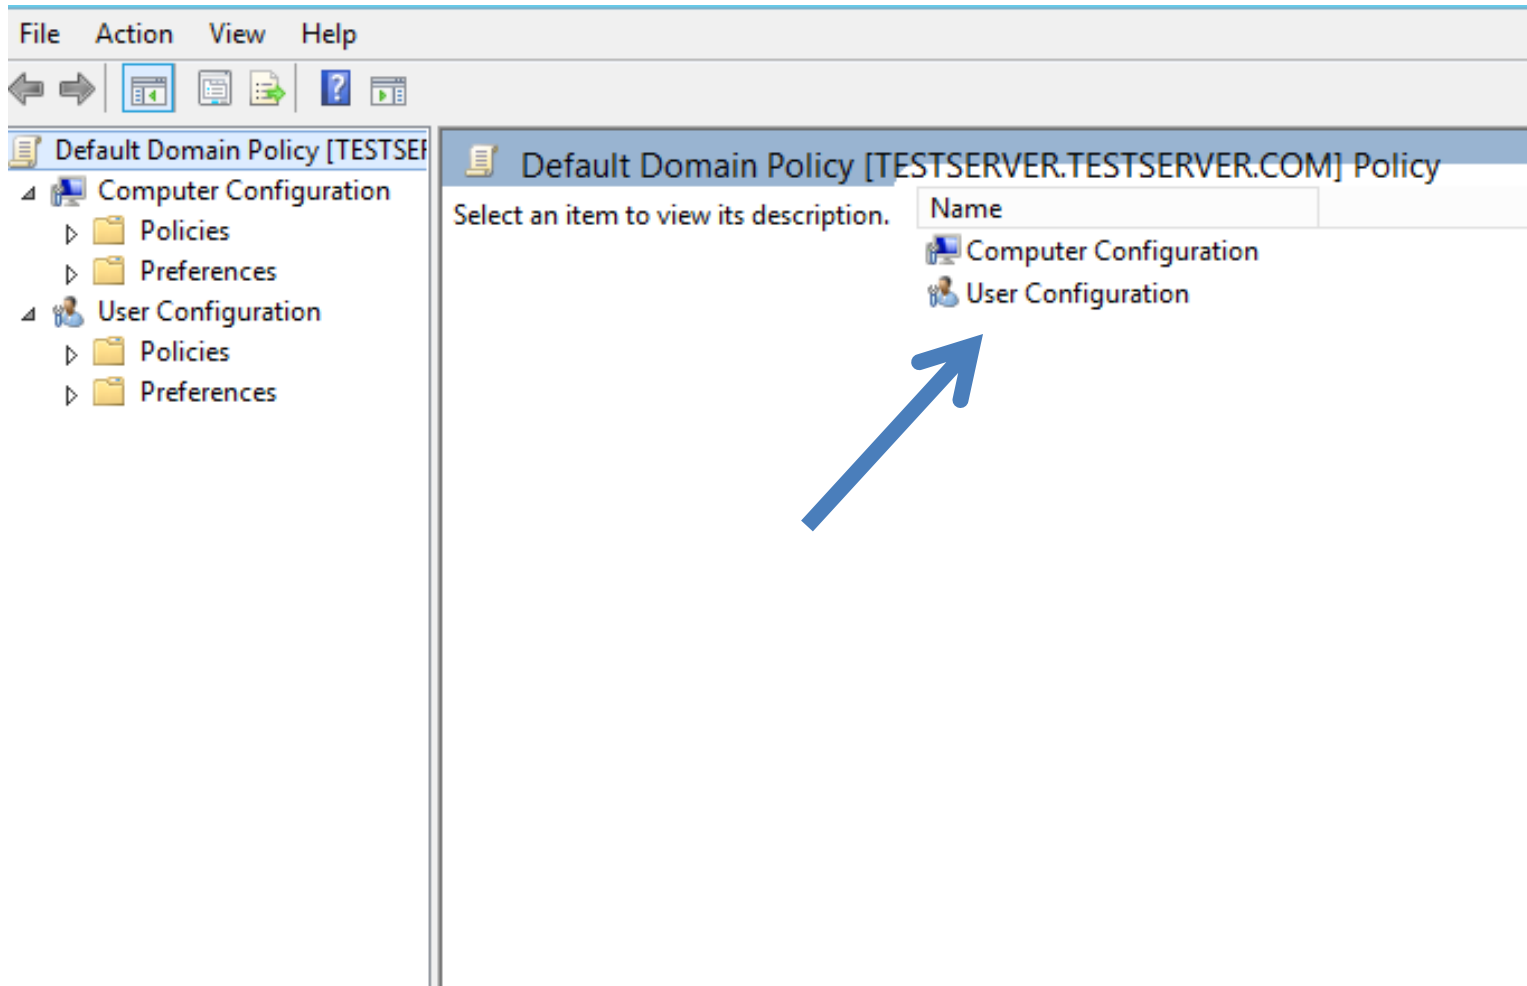 File Action View Help
Default Domain Policy [TESTSER
Computer Configuration
Policies
Preferences
User Configuration
Policies
Preferences
Default Domain Policy [TESTSERVER.TESTSERVER.COM] Policy
Select an item to view its description.
Name
Computer Configuration
User Configuration